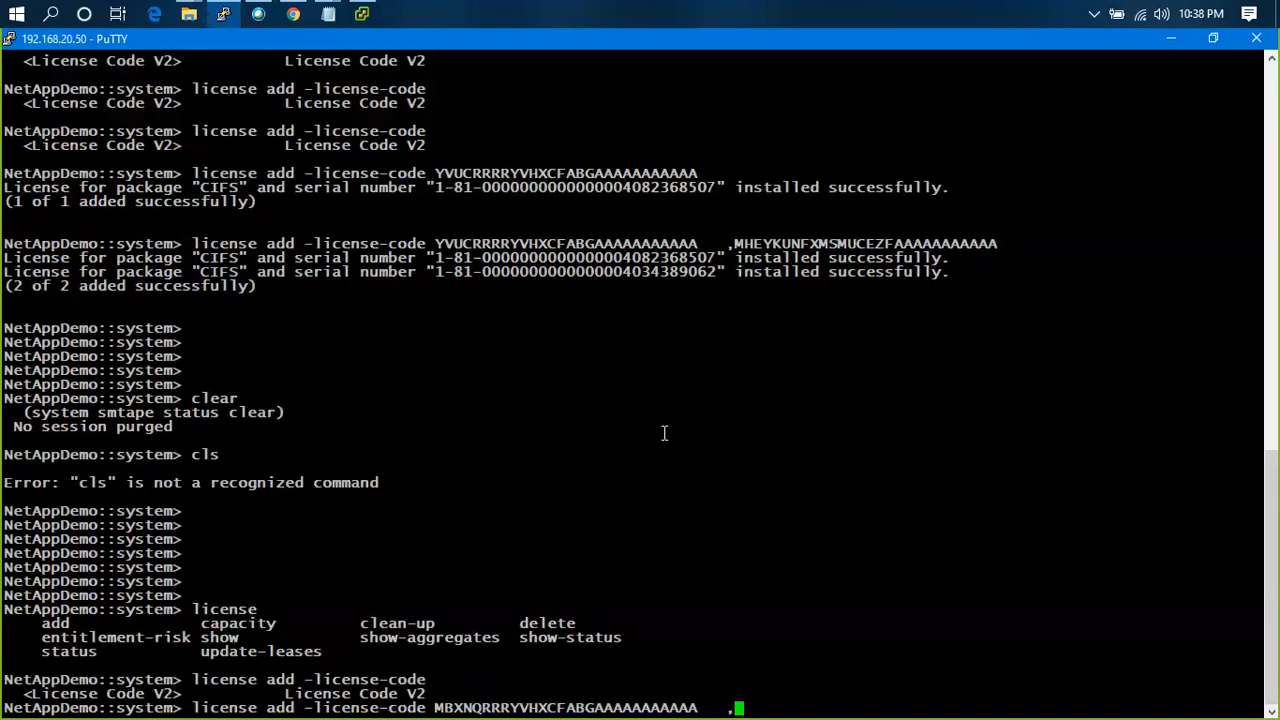 10:38 PM
192.168.20.50 - PuTTY
<License Code V2> License Code V2
NetAppDemo::system> license add -license-code
<License Code V2> License Code V2
NetAppDemo::system> license add -license-code
<License Code V2> License Code V2
NetAppDemo::system> license add -license-code YVUCRRRRYVHXCFABGAAAAAAAAAAA
License for package "CIFS" and serial number "1-81-0000000000000004082368507" installed successfully.
(1 of 1 added successfully)
NetAppDemo::system> license add -license-code YVUCRRRRYVHXCFABGAAAAAAAAAAA ,MHEYKUNFXMSMUCEZFAAAAAAAAAAA
License for package "CIFS" and serial number "1-81-0000000000000004082368507" installed successfully.
License for package "CIFS" and serial number "1-81-0000000000000004034389062" installed successfully.
(2 of 2 added successfully)
NetAppDemo::system>
NetAppDemo::system>
NetAppDemo::system>
NetAppDemo::system>
NetAppDemo::system>
NetAppDemo::system> clear
(system smtape status clear)
No session purged
NetAppDemo::system> cls
Error: "cls" is not a recognized command
NetAppDemo::system>
NetAppDemo::system>
NetAppDemo::system>
NetAppDemo::system>
NetAppDemo::system>
NetAppDemo::system>
NetAppDemo::system>
NetAppDemo::system> license
add capacity clean-up delete
entitlement-risk show show-aggregates show-status
status update-leases
NetAppDemo::system> license add -license-code
<License Code V2> License Code V2
NetAppDemo::system> license add -license-code MBXNQRRRYVHXCFABGAAAAAAAAAAA ,